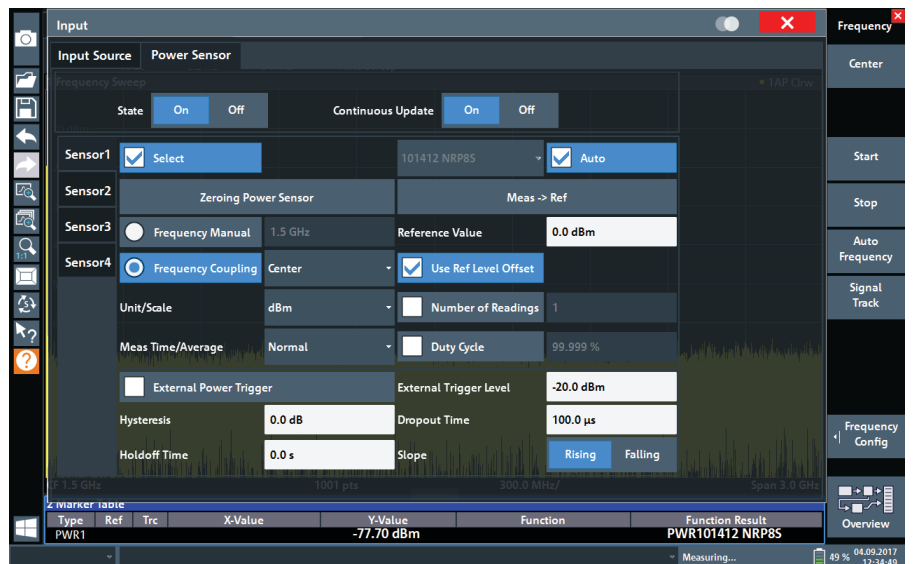 Input
Frequency
Input Source Power Sensor
Center
Frequency Sweep
1AP Clrw
State On Off Continuous Update On Off
Sensor1 Select 101412 NRP8S Auto
Start
Sensor2 Zeroing Power Sensor Meas -> Ref
Stop
Sensor3 Frequency Manual 1.5 GHz Reference Value 0.0 dBm
Auto
Frequency
Sensor4 Frequency Coupling Center Use Ref Level Offset
Signal
Track
Unit/Scale dBm Number of Readings 1
Meas Time/Average Normal Duty Cycle 99.999 %
External Power Trigger External Trigger Level -20.0 dBm
Hysteresis 0.0 dB Dropout Time 100.0 µs
Frequency
Config
Holdoff Time 0.0 s Slope Rising Falling
CF 1.5 GHz 1001 pts 300.0 MHz/ Span 3.0 GHz
2 Marker Table
Type Ref Trc X-Value Y-Value Function Function Result
PWR1 -77.70 dBm PWR101412 NRP8S
Overview
Measuring... 49 % 04.09.2017
12:34:49
1:1